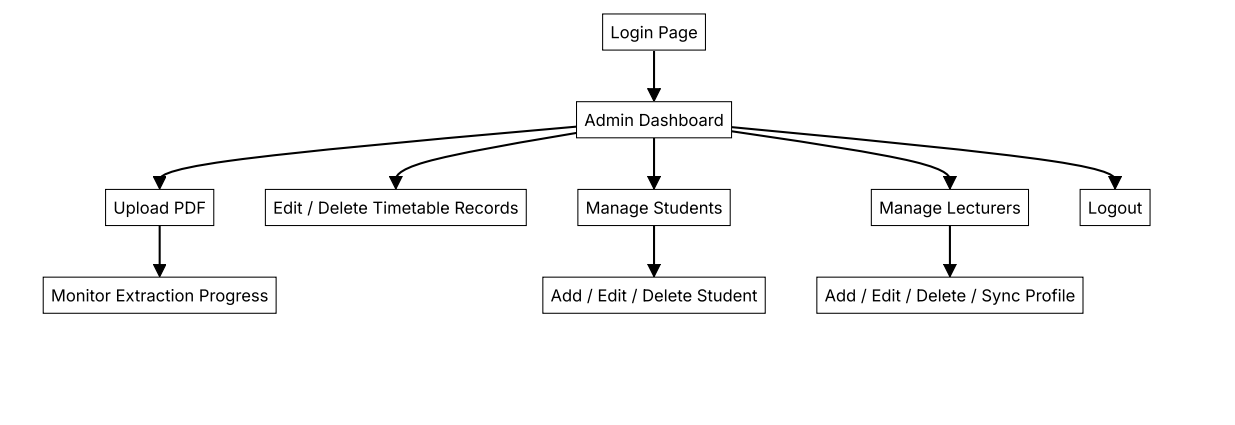 Login Page
Admin Dashboard
Upload PDF
Edit / Delete Timetable Records
Manage Students
Manage Lecturers
Logout
Monitor Extraction Progress
Add / Edit / Delete Student
Add / Edit / Delete / Sync Profile